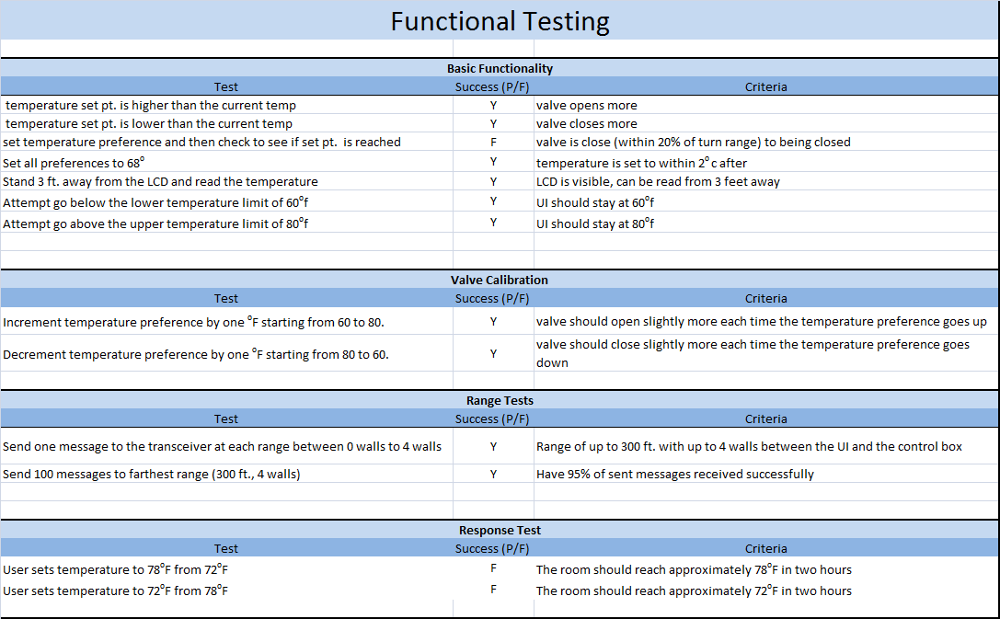 Functional Testing
Basic Functionality
Test Success (P/F) Criteria
temperature set pt. is higher than the current temp Y valve opens more
temperature set pt. is lower than the current temp Y valve closes more
set temperature preference and then check to see if set pt. is reached F valve is close (within 20% of turn range) to being closed
Set all preferences to 68° Y temperature is set to within 2° c after
Stand 3 ft. away from the LCD and read the temperature Y LCD is visible, can be read from 3 feet away
Attempt go below the lower temperature limit of 60°f Y UI should stay at 60°f
Attempt go above the upper temperature limit of 80°f Y UI should stay at 80°f
Valve Calibration
Test Success (P/F) Criteria
Increment temperature preference by one °F starting from 60 to 80. Y valve should open slightly more each time the temperature preference goes up
Decrement temperature preference by one °F starting from 80 to 60. Y valve should close slightly more each time the temperature preference goes
down
Range Tests
Test Success (P/F) Criteria
Send one message to the transceiver at each range between 0 walls to 4 walls Y Range of up to 300 ft. with up to 4 walls between the UI and the control box
Send 100 messages to farthest range (300 ft., 4 walls) Y Have 95% of sent messages received successfully
Response Test
Test Success (P/F) Criteria
User sets temperature to 78°F from 72°F F The room should reach approximately 78°F in two hours
User sets temperature to 72°F from 78°F F The room should reach approximately 72°F in two hours